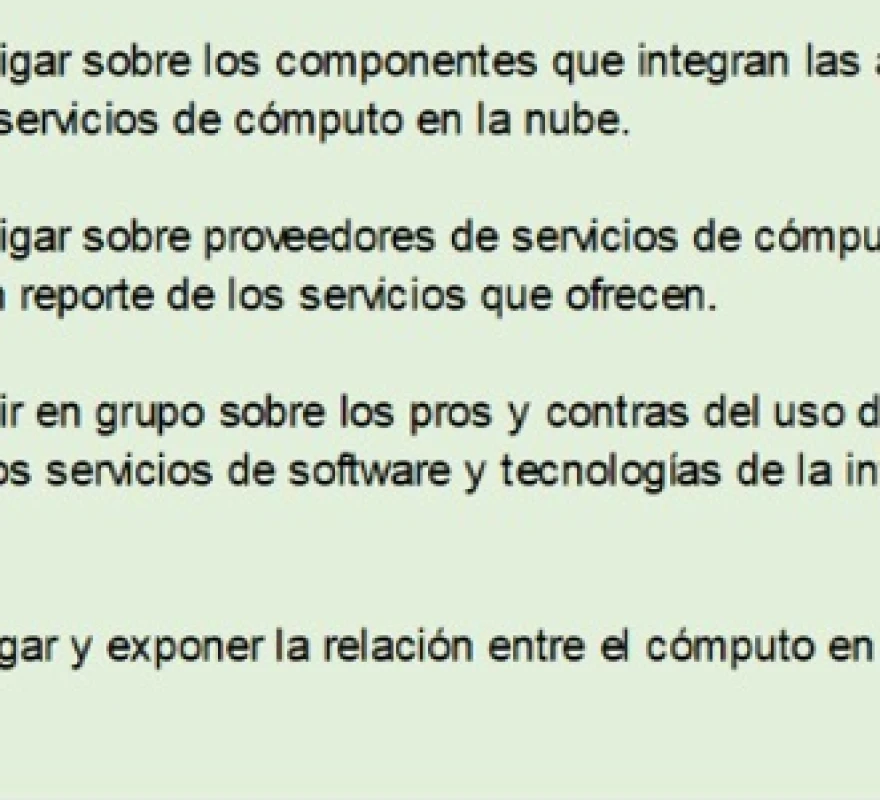 igar sobre los componentes que integran las
servicios de cómputo en la nube.
igar sobre proveedores de servicios de cómpu
reporte de los servicios que ofrecen.
ir en grupo sobre los pros y contras del uso d
os servicios de software y tecnologías de la in
gar y exponer la relación entre el cómputo en